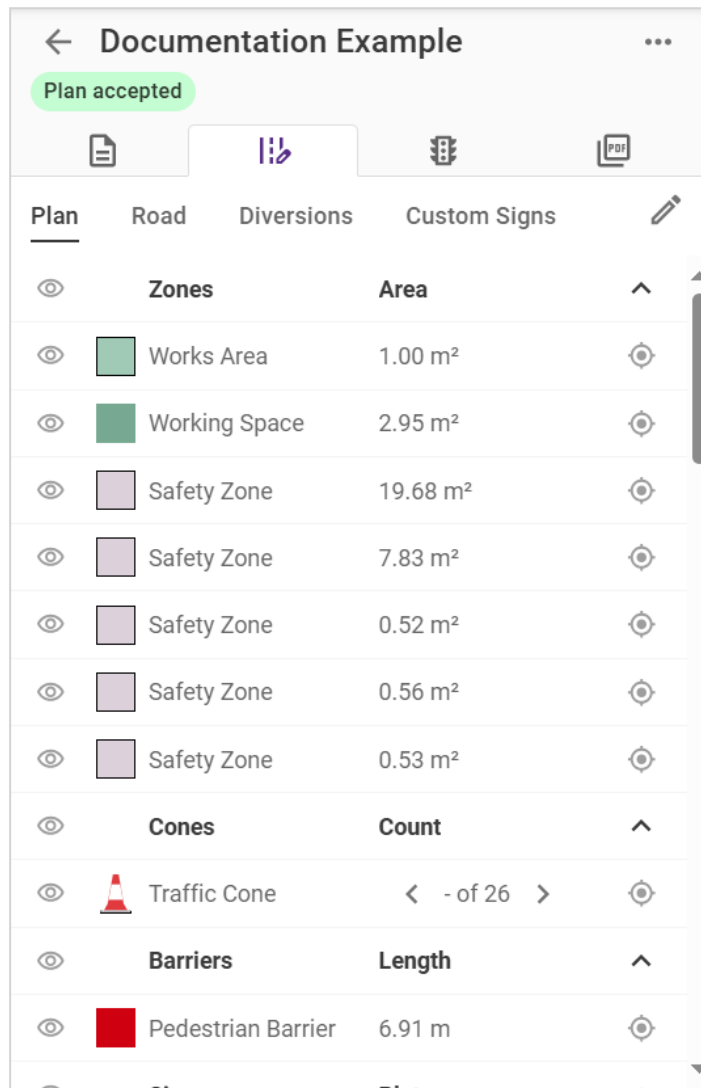 Documentation Example
Plan accepted
PDF
Plan Road Diversions Custom Signs
Zones Area
Works Area 1.00 m²
Working Space 2.95 m²
Safety Zone 19.68 m²
Safety Zone 7.83 m²
Safety Zone 0.52 m²
Safety Zone 0.56 m²
Safety Zone 0.53 m²
Cones Count
Traffic Cone - of 26
Barriers Length
Pedestrian Barrier 6.91 m